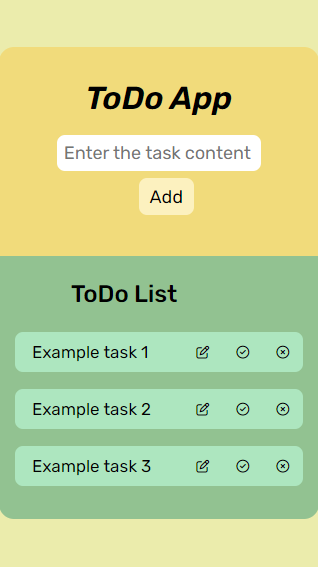 ToDo App
Enter the task content
Add
ToDo List
Example task 1
Example task 2
Example task 3